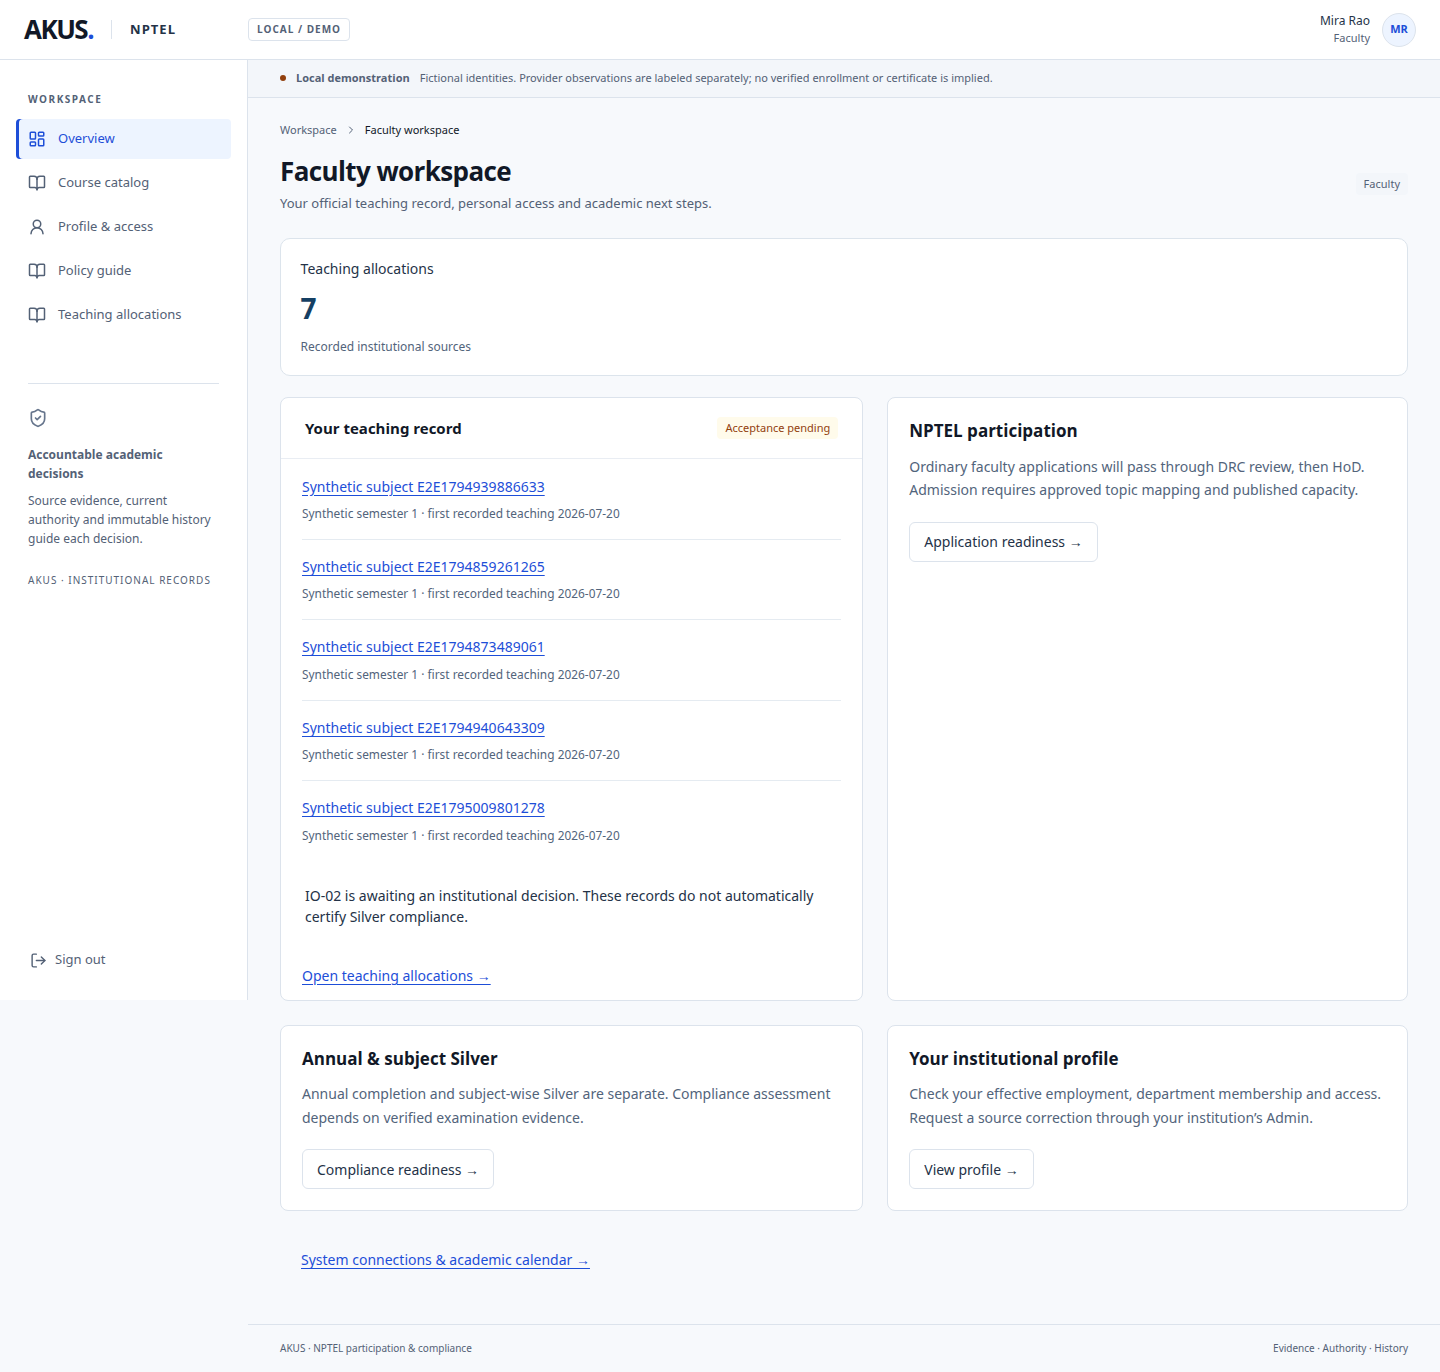 AKUS.
NPTEL
LOCAL / DEMO
Mira Rao
Faculty
MR
WORKSPACE
Overview
Course catalog
Profile & access
Policy guide
Teaching allocations
Accountable academic
decisions
Source evidence, current
authority and immutable history
guide each decision.
AKUS · INSTITUTIONAL RECORDS
Sign out
Local demonstration Fictional identities. Provider observations are labeled separately; no verified enrollment or certificate is implied.
Workspace > Faculty workspace
Faculty workspace
Your official teaching record, personal access and academic next steps.
Faculty
Teaching allocations
7
Recorded institutional sources
Your teaching record
Acceptance pending
Synthetic subject E2E1794939886633
Synthetic semester 1 · first recorded teaching 2026-07-20
Synthetic subject E2E1794859261265
Synthetic semester 1 · first recorded teaching 2026-07-20
Synthetic subject E2E1794873489061
Synthetic semester 1 · first recorded teaching 2026-07-20
Synthetic subject E2E1794940643309
Synthetic semester 1 · first recorded teaching 2026-07-20
Synthetic subject E2E1795009801278
Synthetic semester 1 · first recorded teaching 2026-07-20
IO-02 is awaiting an institutional decision. These records do not automatically
certify Silver compliance.
Open teaching allocations →
NPTEL participation
Ordinary faculty applications will pass through DRC review, then HoD.
Admission requires approved topic mapping and published capacity.
Application readiness →
Annual & subject Silver
Annual completion and subject-wise Silver are separate. Compliance assessment
depends on verified examination evidence.
Compliance readiness →
Your institutional profile
Check your effective employment, department membership and access.
Request a source correction through your institution’s Admin.
View profile →
System connections & academic calendar →
AKUS · NPTEL participation & compliance
Evidence · Authority · History